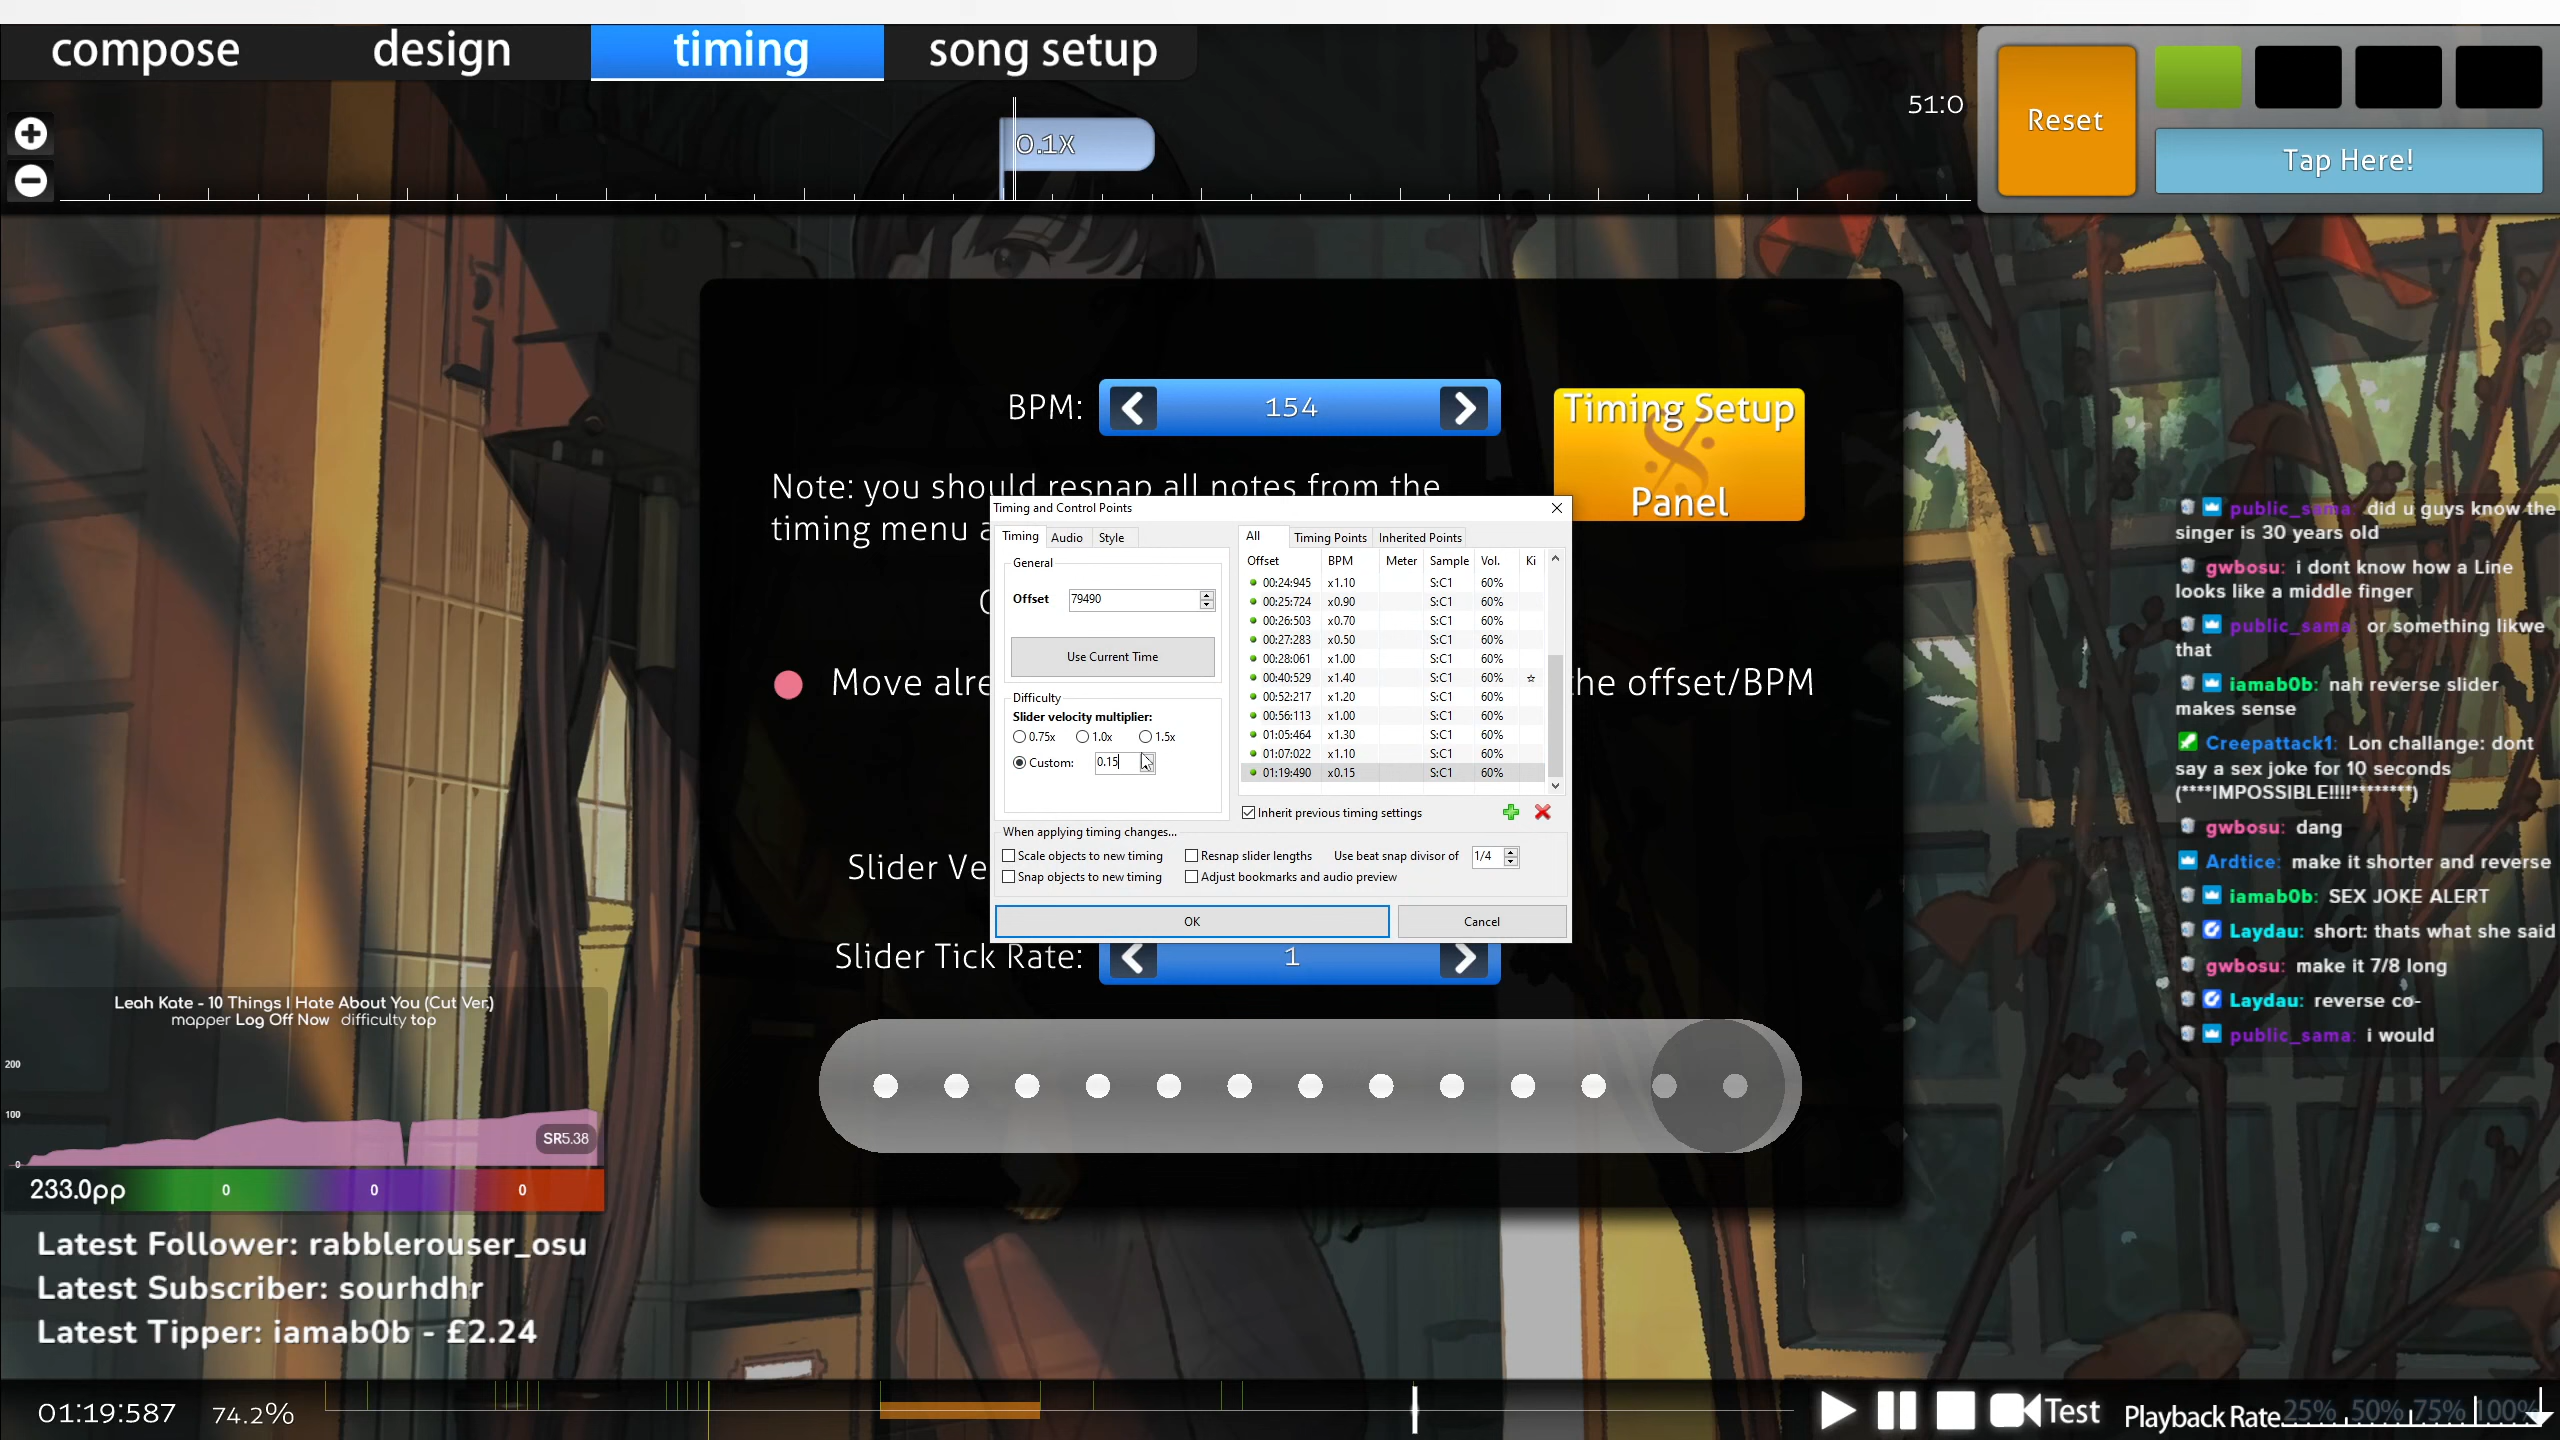 compose design timing song setup
0.1x
51:0
Reset
Tap Here!
BPM: 154
Timing Setup
Panel
Note: you should resnap all notes from the
timing menu a
Move alre
he offset/BPM
Slider Ve
Slider Tick Rate: 1
Timing and Control Points
Timing Audio Style
General
Offset 79490
Use Current Time
Difficulty
Slider velocity multiplier:
0.75x 1.0x 1.5x
Custom: 0.15
All Timing Points Inherited Points
Offset BPM Meter Sample Vol. Ki
00:24:945 x1.10 S:C1 60%
00:25:724 x0.90 S:C1 60%
00:26:503 x0.70 S:C1 60%
00:27:283 x0.50 S:C1 60%
00:28:061 x1.00 S:C1 60%
00:40:529 x1.40 S:C1 60% ☆
00:52:217 x1.20 S:C1 60%
00:56:113 x1.00 S:C1 60%
01:05:464 x1.30 S:C1 60%
01:07:022 x1.10 S:C1 60%
01:19:490 x0.15 S:C1 60%
Inherit previous timing settings
When applying timing changes...
Scale objects to new timing Resnap slider lengths Use beat snap divisor of 1/4
Snap objects to new timing Adjust bookmarks and audio preview
OK Cancel
public_sama: did u guys know the
singer is 30 years old
gwbosu: i dont know how a Line
looks like a middle finger
public_sama: or something likwe
that
iamab0b: nah reverse slider
makes sense
Creepattack1: Lon challange: dont
say a sex joke for 10 seconds
(****IMPOSSIBLE!!!!********)
gwbosu: dang
Ardtice: make it shorter and reverse
iamab0b: SEX JOKE ALERT
Laydau: short: thats what she said
gwbosu: make it 7/8 long
Laydau: reverse co-
public_sama: i would
Leah Kate - 10 Things I Hate About You (Cut Ver.)
mapper Log Off Now difficulty top
200
100
0
SR5.38
233.0pp 0 0 0
Latest Follower: rabblerouser_osu
Latest Subscriber: sourhdhr
Latest Tipper: iamab0b - £2.24
01:19:587 74.2%
Test
Playback Rate 25% 50% 75% 100%